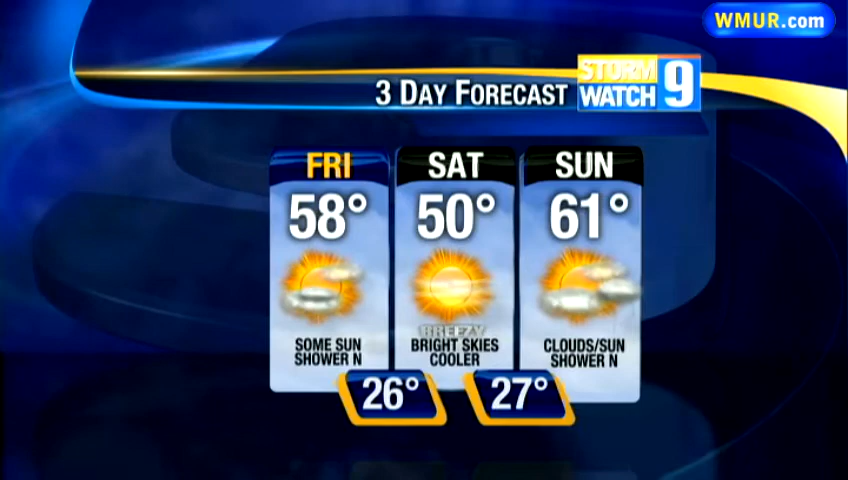 WMUR.com
3 DAY FORECAST
STORM
WATCH 9
FRI
58°
SOME SUN
SHOWER N
SAT
50°
BREEZY
BRIGHT SKIES
COOLER
SUN
61°
CLOUDS/SUN
SHOWER N
26°
27°